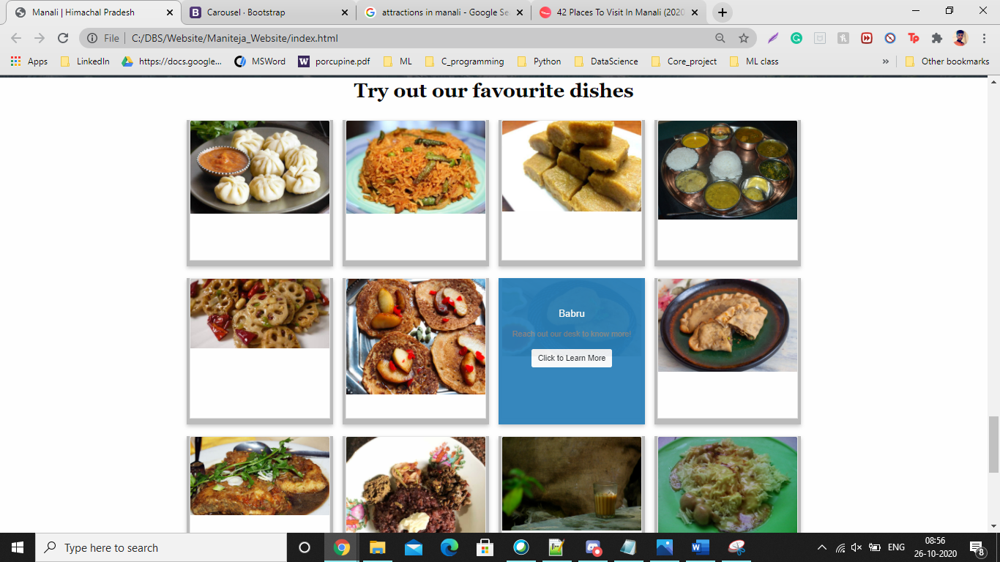 Manali | Himachal Pradesh
Carousel · Bootstrap
attractions in manali - Google Se
42 Places To Visit In Manali (2020
File
C:/DBS/Website/Maniteja_Website/index.html
Apps
LinkedIn
https://docs.google...
MSWord
porcupine.pdf
ML
C_programming
Python
DataScience
Core_project
ML class
»
Other bookmarks
Try out our favourite dishes
Babru
Reach out our desk to know more!
Click to Learn More
Type here to search
ENG
08:56
26-10-2020
8